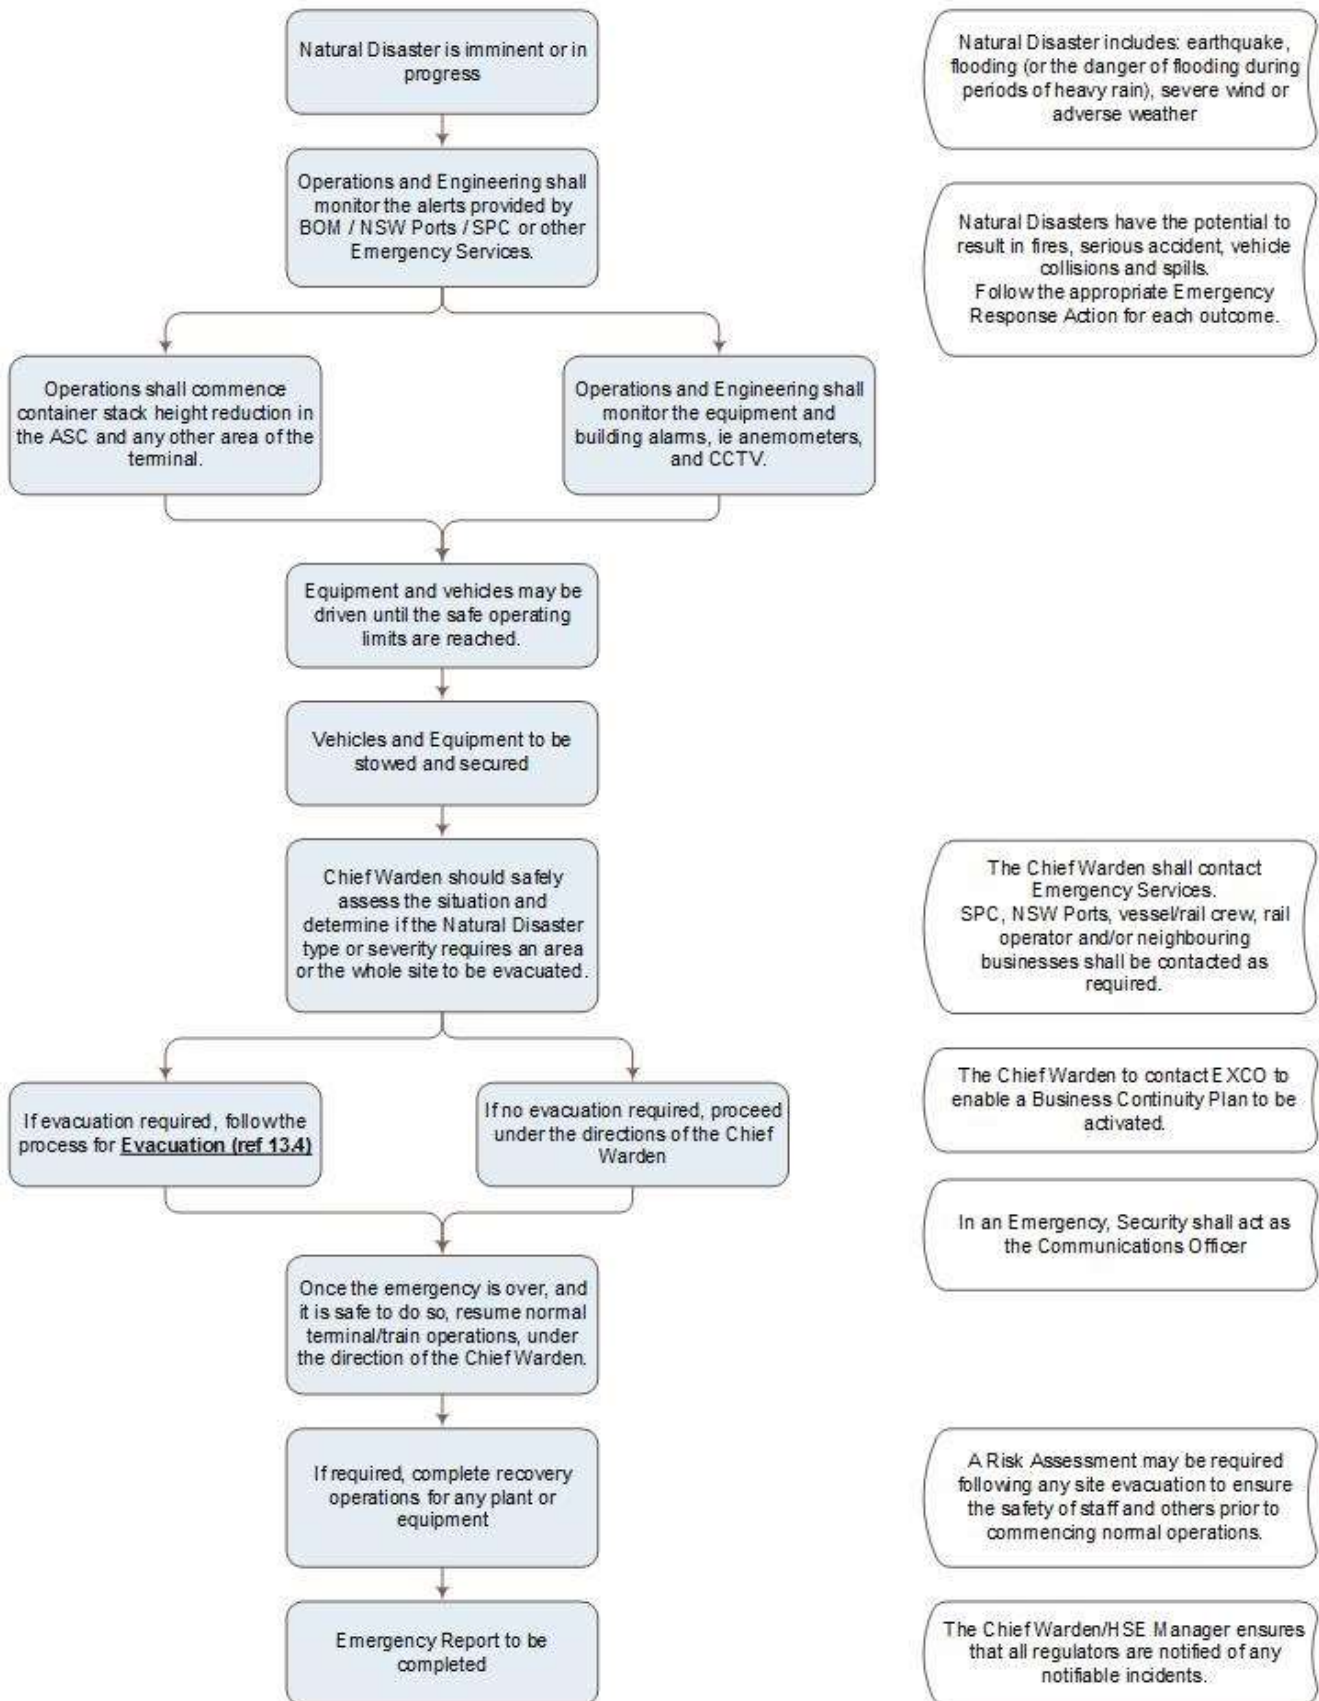 Natural Disaster is imminent or in
progress
Natural Disaster includes: earthquake,
flooding (or the danger of flooding during
periods of heavy rain), severe wind or
adverse weather
Operations and Engineering shall
monitor the alerts provided by
BOM / NSW Ports / SPC or other
Emergency Services.
Natural Disasters have the potential to
result in fires, serious accident, vehicle
collisions and spills.
Follow the appropriate Emergency
Response Action for each outcome.
Operations shall commence
container stack height reduction in
the ASC and any other area of the
terminal.
Operations and Engineering shall
monitor the equipment and
building alarms, ie anemometers,
and CCTV.
Equipment and vehicles may be
driven until the safe operating
limits are reached.
Vehicles and Equipment to be
stowed and secured
Chief Warden should safely
assess the situation and
determine if the Natural Disaster
type or severity requires an area
or the whole site to be evacuated.
The Chief Warden shall contact
Emergency Services.
SPC, NSW Ports, vessel/rail crew, rail
operator and/or neighbouring
businesses shall be contacted as
required.
If evacuation required, follow the
process for Evacuation (ref 13.4)
If no evacuation required, proceed
under the directions of the Chief
Warden
The Chief Warden to contact EXCO to
enable a Business Continuity Plan to be
activated.
In an Emergency, Security shall act as
the Communications Officer
Once the emergency is over, and
it is safe to do so, resume normal
terminal/train operations, under
the direction of the Chief Warden.
If required, complete recovery
operations for any plant or
equipment
A Risk Assessment may be required
following any site evacuation to ensure
the safety of staff and others prior to
commencing normal operations.
Emergency Report to be
completed
The Chief Warden/HSE Manager ensures
that all regulators are notified of any
notifiable incidents.